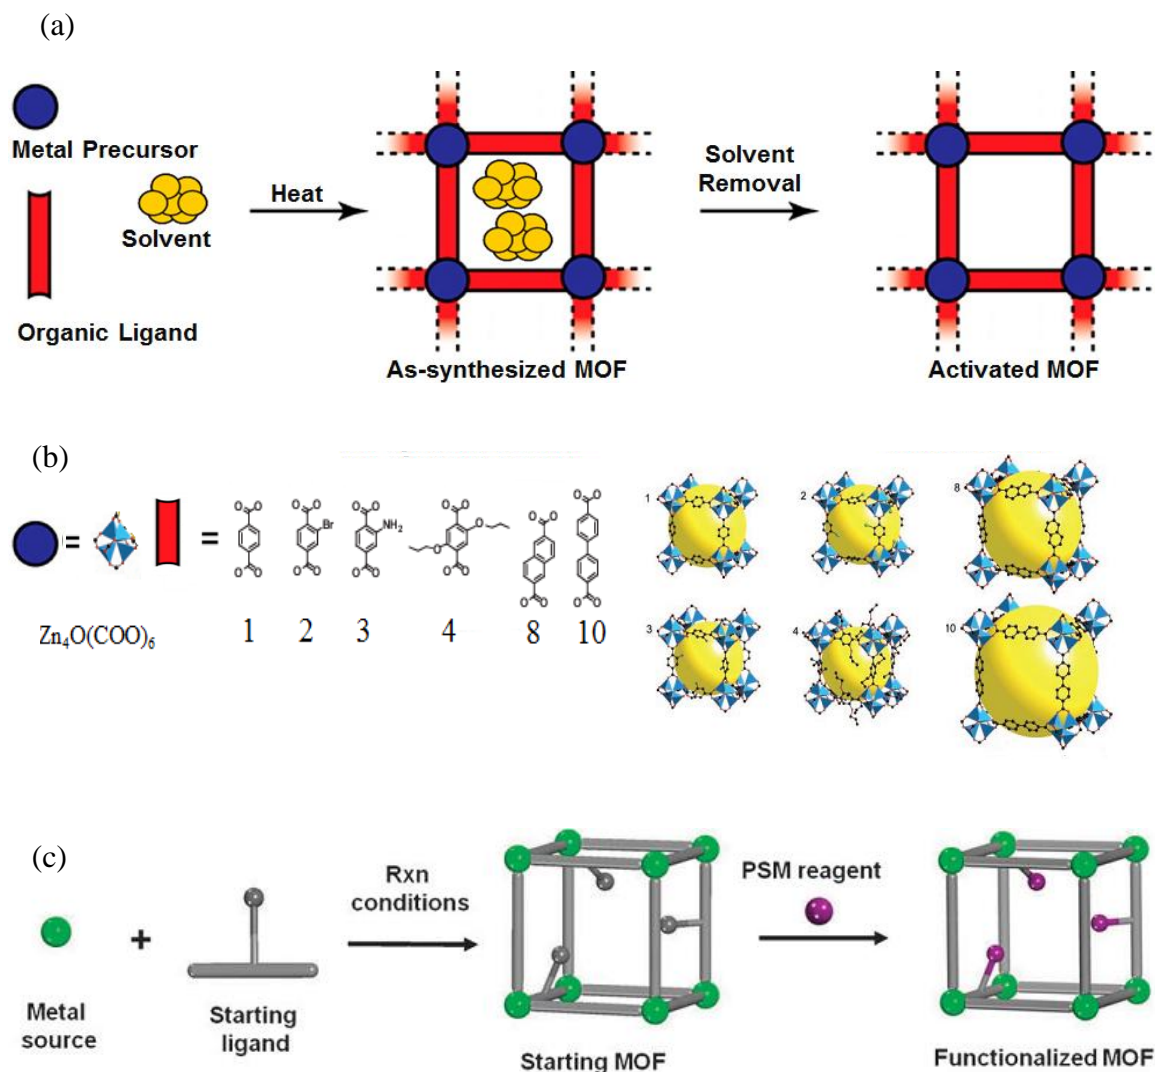 (a)
Metal Precursor
Solvent
Organic Ligand
Heat
As-synthesized MOF
Solvent
Removal
Activated MOF
(b)
=
=
Zn4O(COO)6
Br
NH2
O
O
1
2
3
4
8
10
1
2
8
3
4
10
(c)
+
Metal
source
Starting
ligand
Rxn
conditions
Starting MOF
PSM reagent
Functionalized MOF